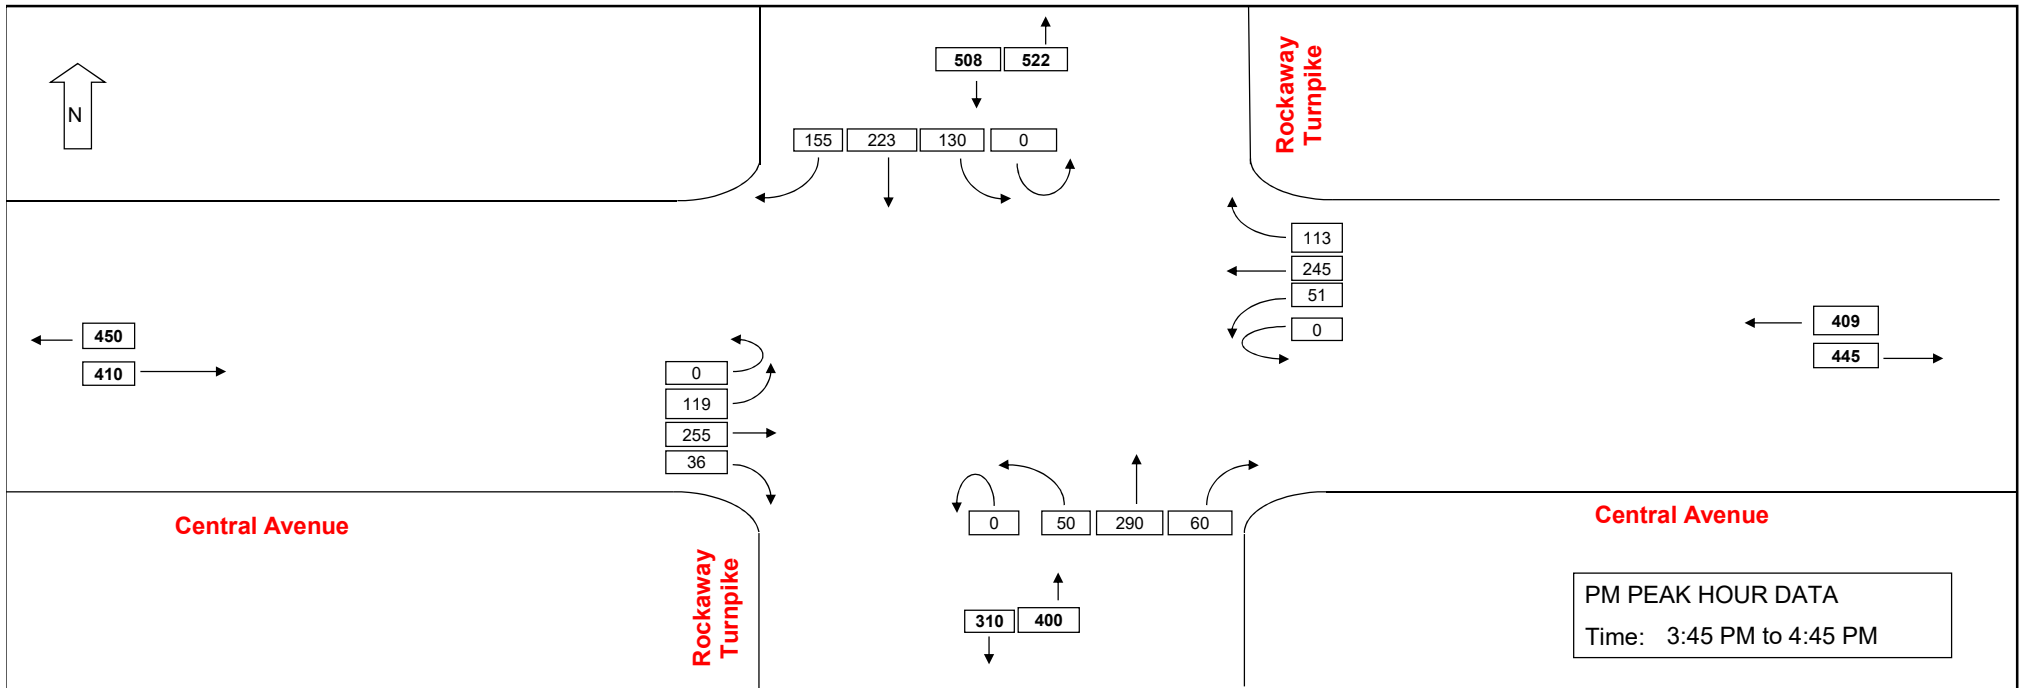 508 522
Rockaway
Turnpike
N
155 223 130 0
113
245
51
0
450
410
409
445
0
119
255
36
0 50 290 60
Central Avenue
Central Avenue
Rockaway
Turnpike
310 400
PM PEAK HOUR DATA
Time: 3:45 PM to 4:45 PM